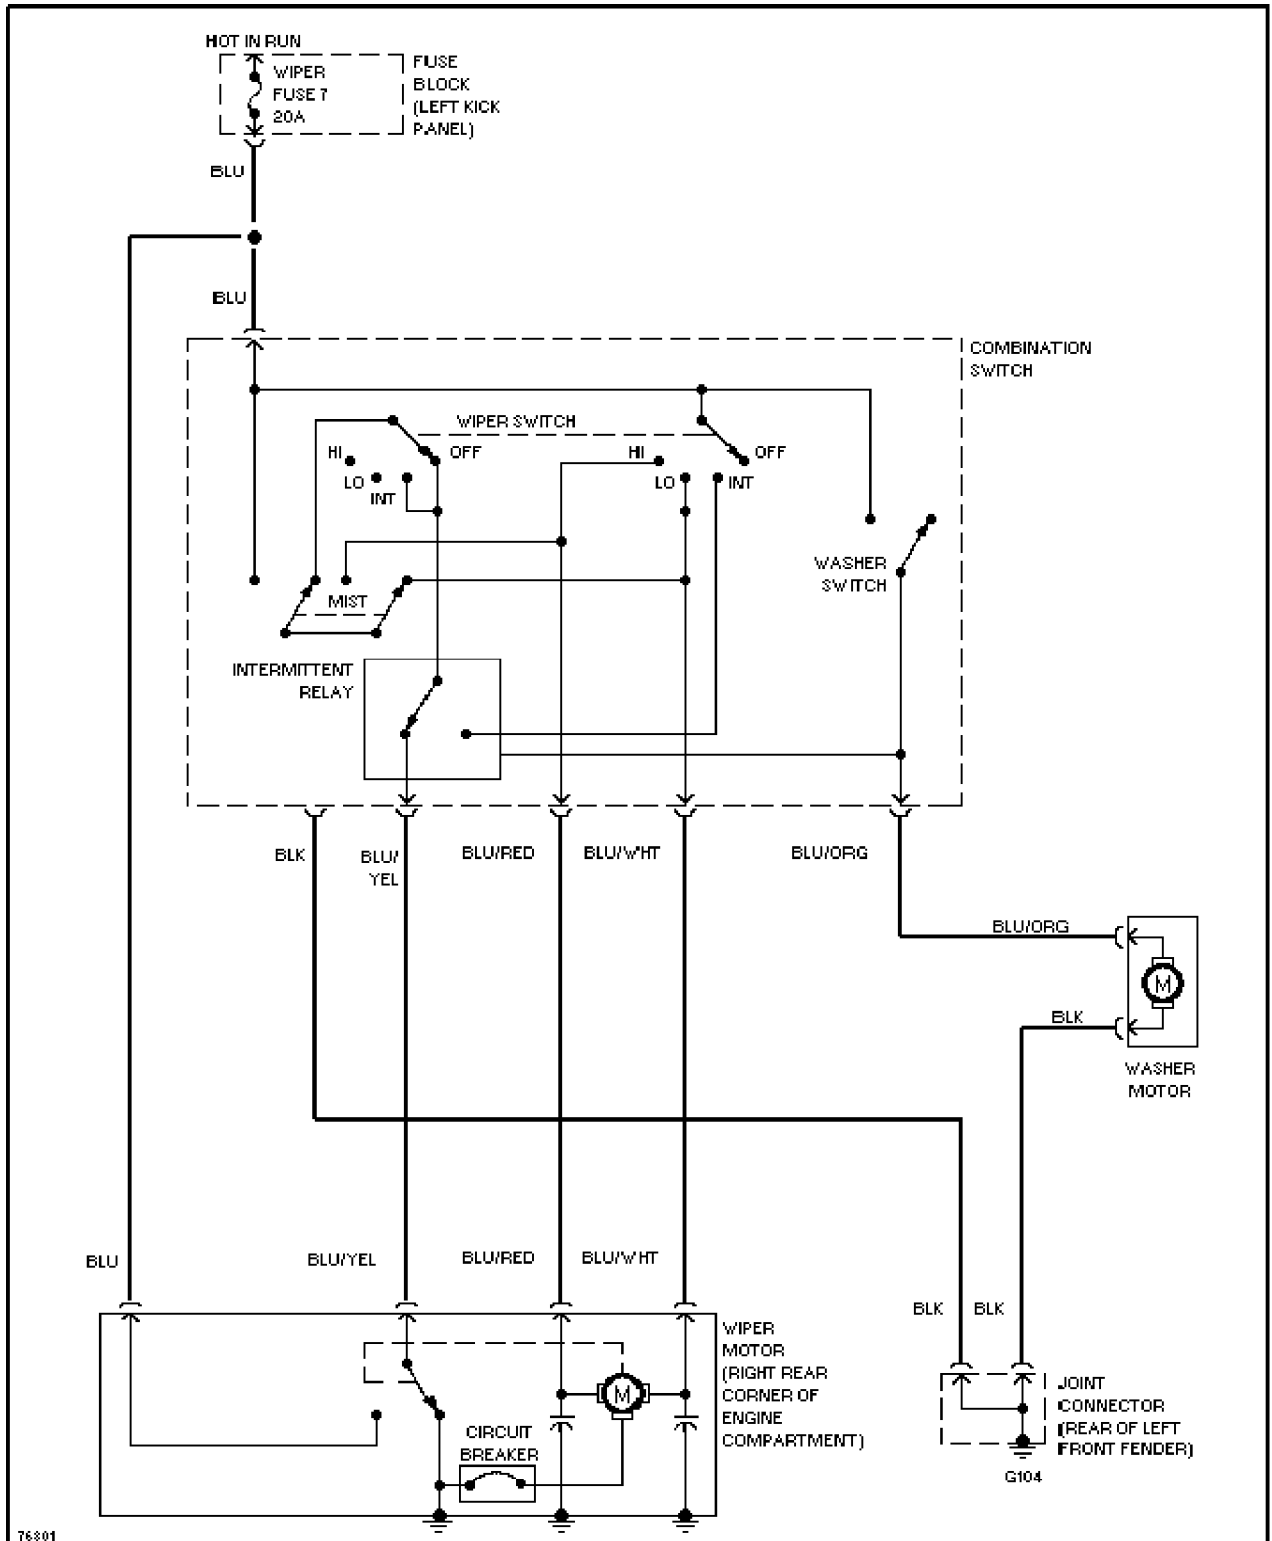 HOT IN RUN
WIPER
FUSE 7
20A
FUSE
BLOCK
(LEFT KICK
PANEL)
BLU
BLU
COMBINATION
SWITCH
WIPER SWITCH
HI
LO
INT
OFF
HI
LO
INT
OFF
WASHER
SWITCH
MIST
INTERMITTENT
RELAY
BLK
BLU/
YEL
BLU/RED
BLU/WHT
BLU/ORG
BLU/ORG
M
BLK
WASHER
MOTOR
BLU
BLU/YEL
BLU/RED
BLU/WHT
BLK
BLK
WIPER
MOTOR
(RIGHT REAR
CORNER OF
ENGINE
COMPARTMENT)
M
CIRCUIT
BREAKER
JOINT
CONNECTOR
(REAR OF LEFT
FRONT FENDER)
G104
76801